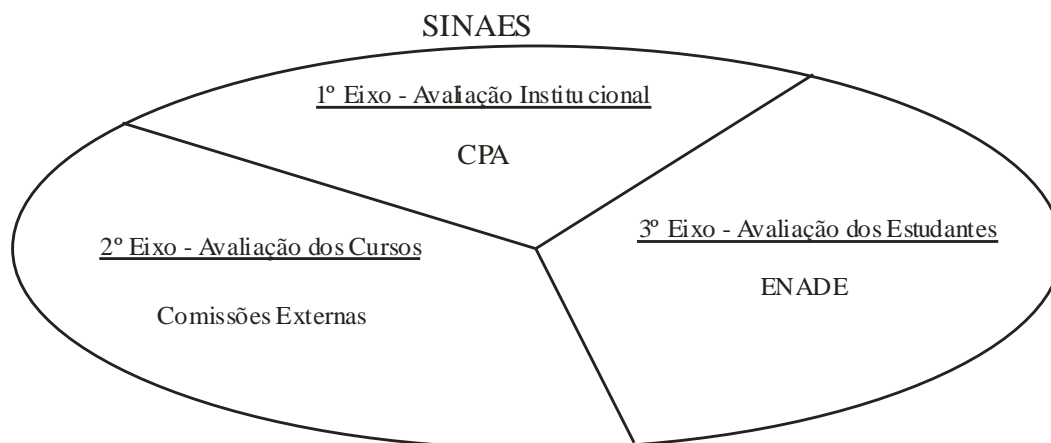 SINAES
1º Eixo - Avaliação Institucional
CPA
2º Eixo - Avaliação dos Cursos
Comissões Externas
3º Eixo - Avaliação dos Estudantes
ENADE